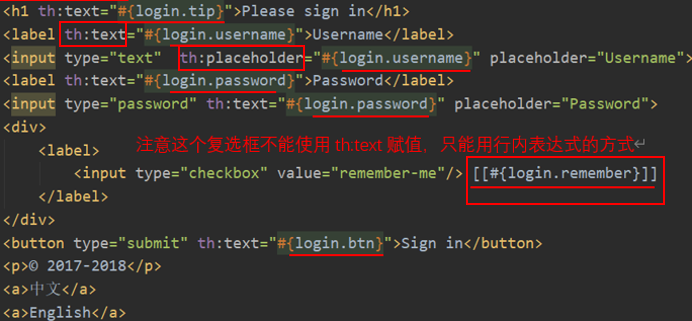 <h1 th:text="#{login.tip}">Please sign in</h1>
<label th:text="#{login.username}">Username</label>
<input type="text"  th:placeholder="#{login.username}" placeholder="Username">
<label th:text="#{login.password}">Password</label>
<input type="password" th:text="#{login.password}" placeholder="Password">
<div>
注意这个复选框不能使用 th:text 赋值，只能用行内表达式的方式↵
<label>
<input type="checkbox" value="remember-me"/> [[#{login.remember}]]
</label>
</div>
<button type="submit" th:text="#{login.btn}">Sign in</button>
<p>© 2017-2018</p>
<a>中文</a>
<a>English</a>